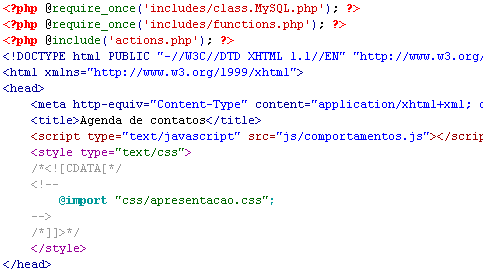 <?php @require_once('includes/class.MySQL.php'); ?>
<?php @require_once('includes/functions.php'); ?>
<?php @include('actions.php'); ?>
<!DOCTYPE html PUBLIC "-//W3C//DTD XHTML 1.1//EN" "http://www.w3.o
<html xmlns="http://www.w3.org/1999/xhtml">
<head>
<meta http-equiv="Content-Type" content="application/xhtml+xml; c
<title>Agenda de contatos</title>
<script type="text/javascript" src="js/comportamentos.js"></scrip
<style type="text/css">
/*<![CDATA[*/
<!--
@import "css/apresentacao.css";
-->
/*]]>*/
</style>
</head>